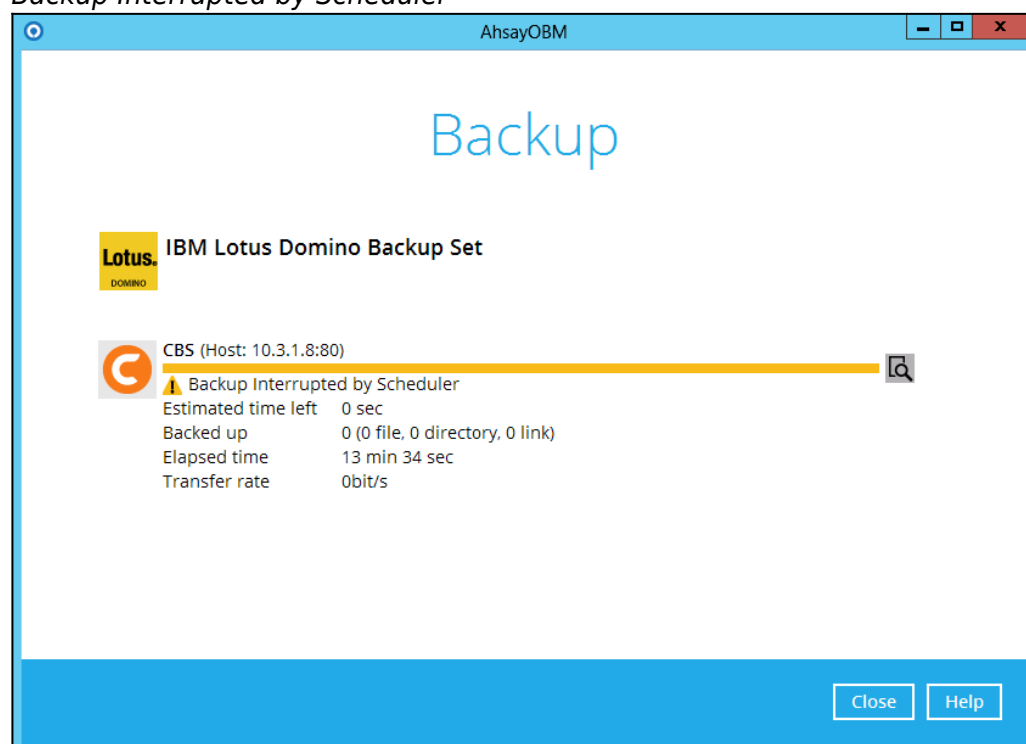 Backup Interrupted by Scheduler
AhsayOBM
Backup
Lotus.
DOMINO
IBM Lotus Domino Backup Set
CBS (Host: 10.3.1.8:80)
Backup Interrupted by Scheduler
Estimated time left 0 sec
Backed up 0 (0 file, 0 directory, 0 link)
Elapsed time 13 min 34 sec
Transfer rate 0bit/s
Close Help